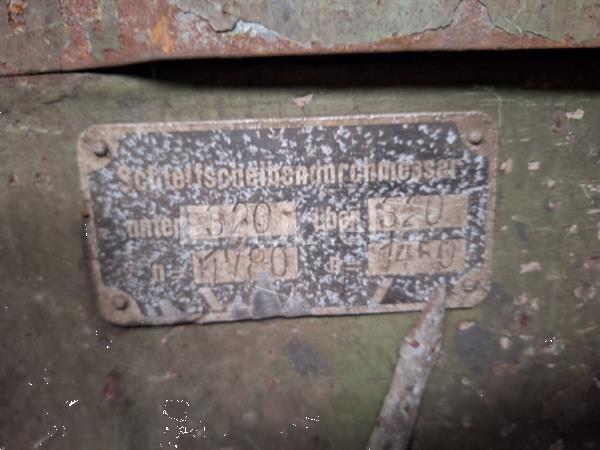 Schleifscheibendurchmesser
unter 320 über 320
n = 1780 n = 1450